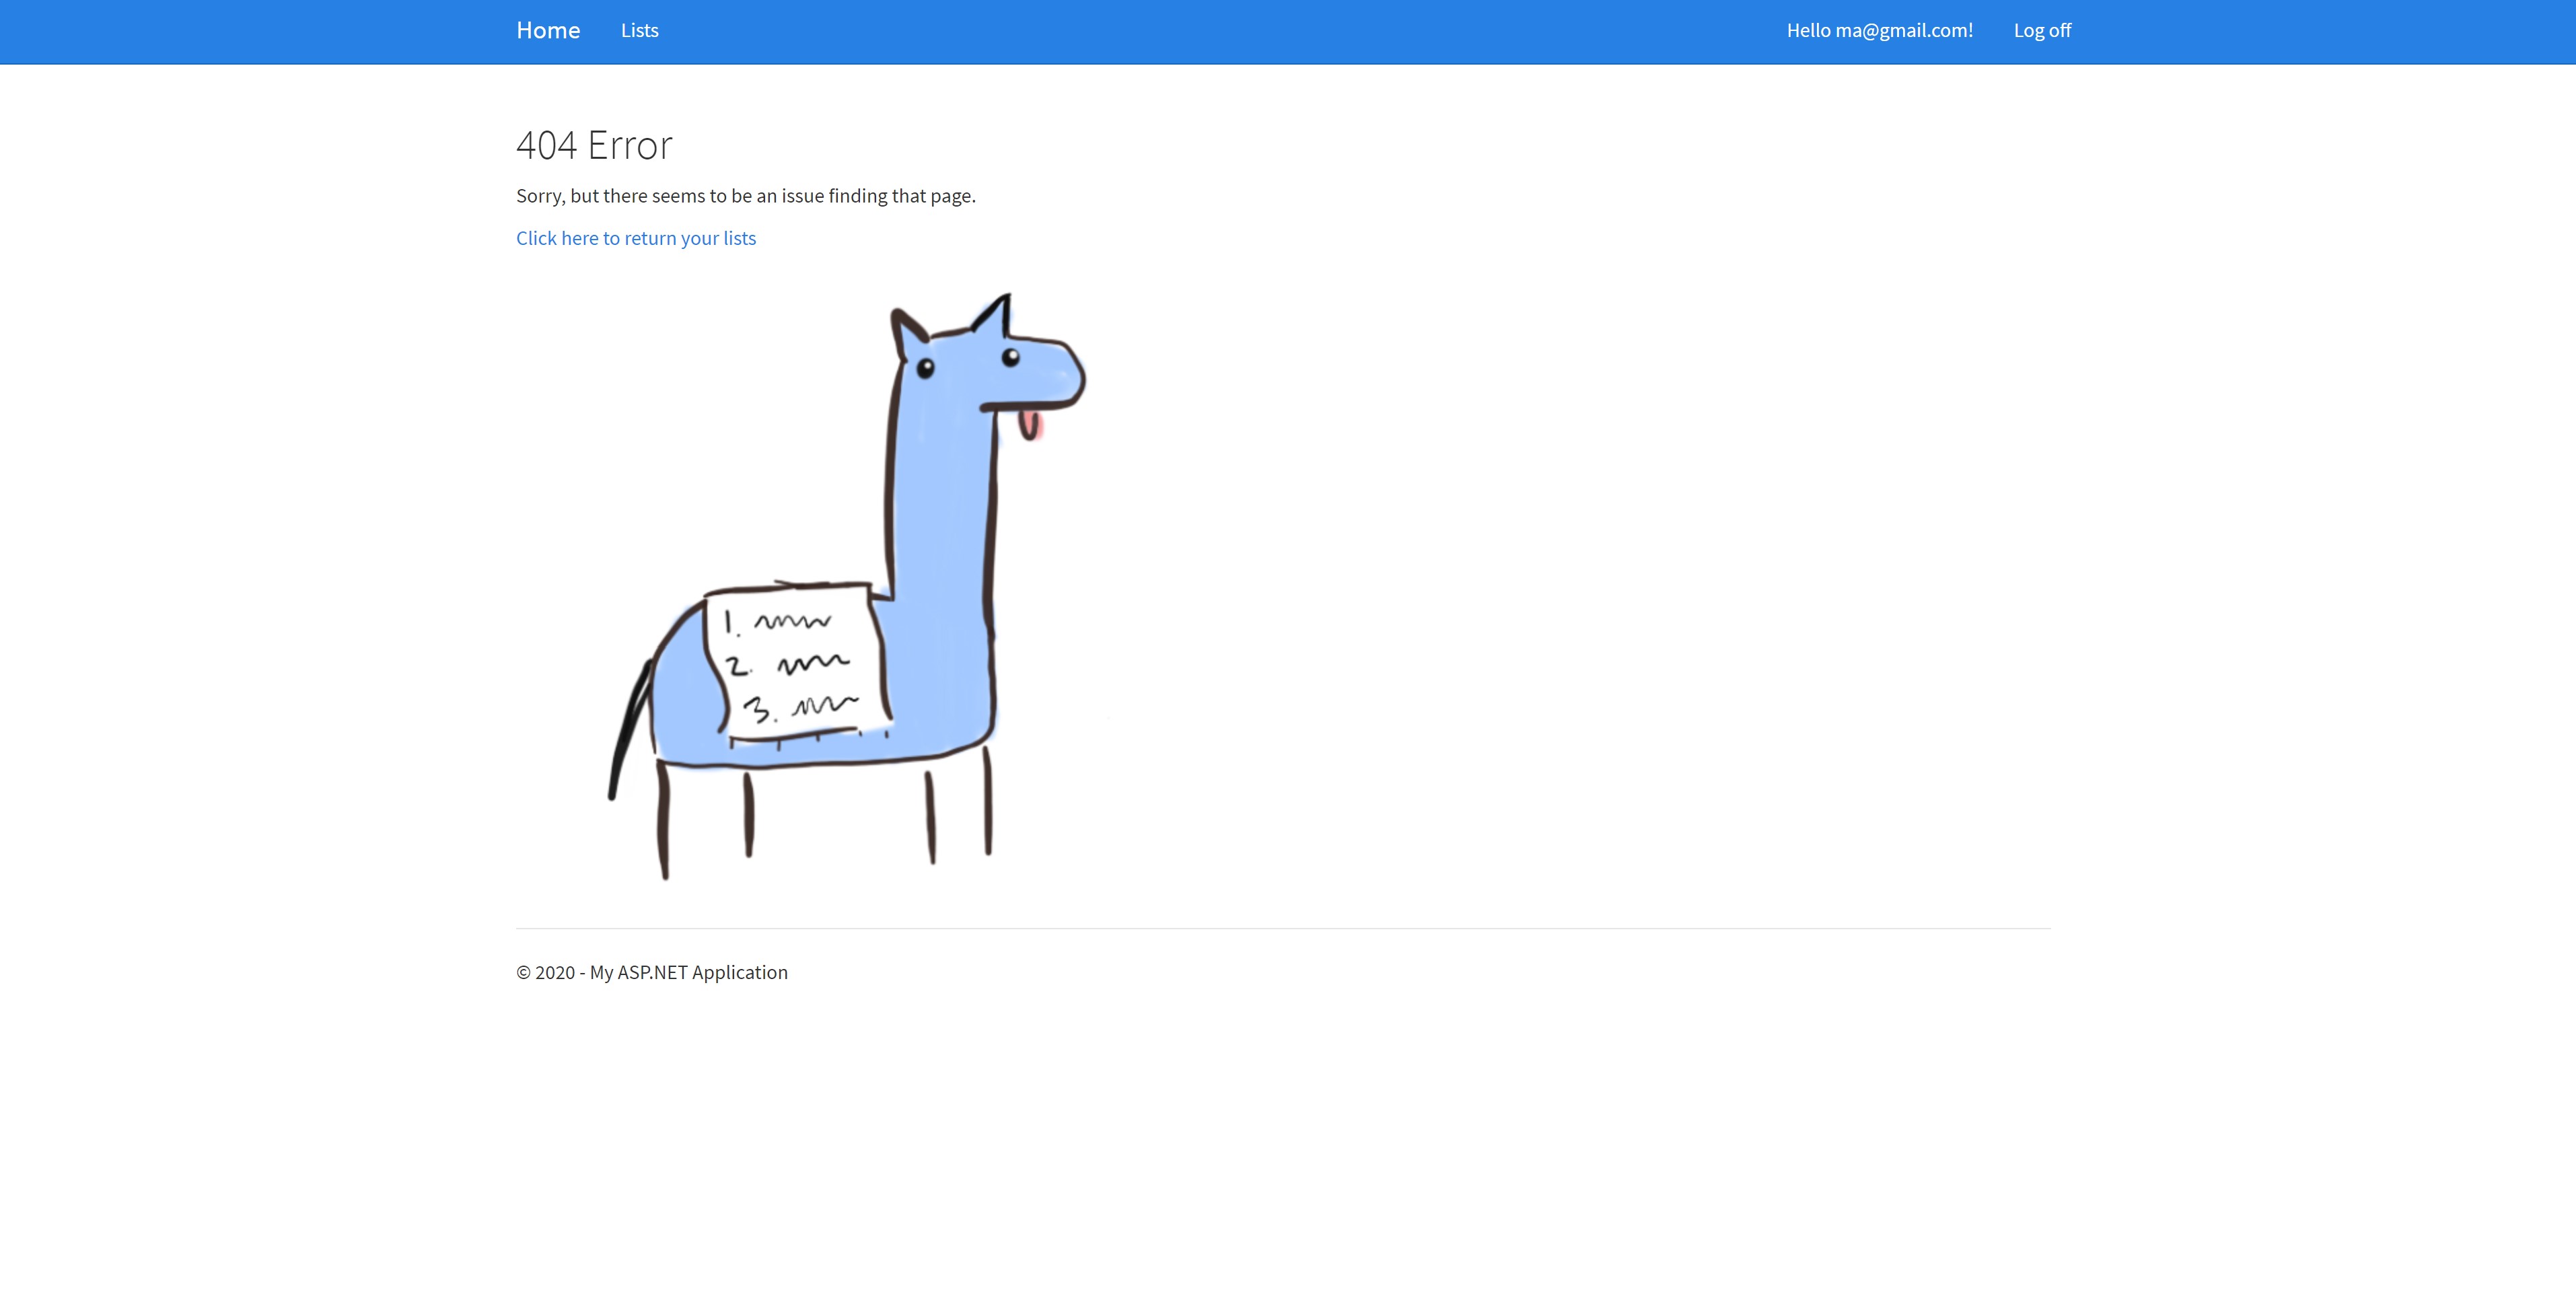 Home Lists Hello ma@gmail.com! Log off
404 Error
Sorry, but there seems to be an issue finding that page.
Click here to return your lists
1.
2.
3.
© 2020 - My ASP.NET Application